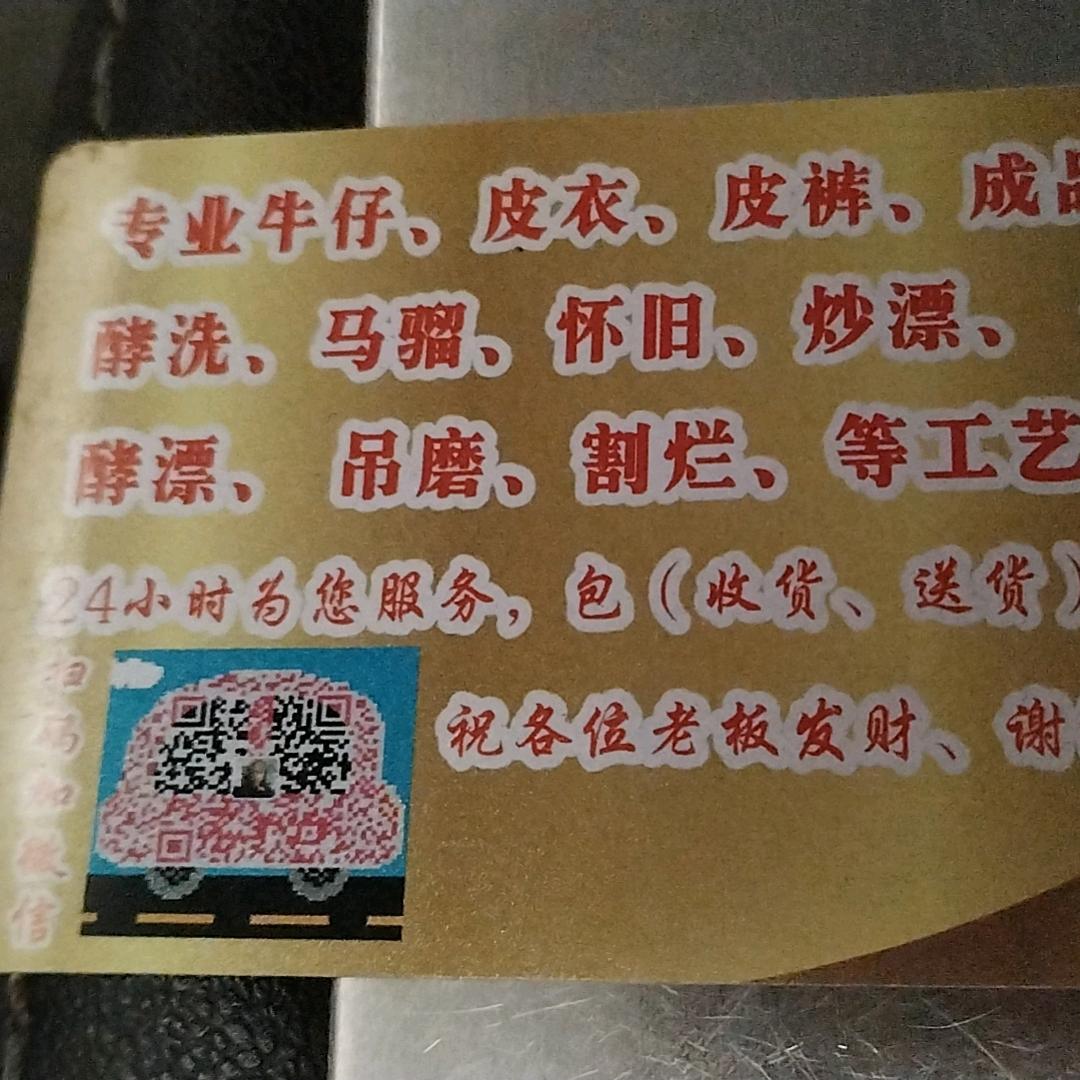 专业牛仔、皮衣、皮裤、成品
酵洗、马骝、怀旧、炒漂、
酵漂、吊磨、割烂、等工艺
24小时为您服务，包（收货、送货）
扫码加微信
祝各位老板发财、谢